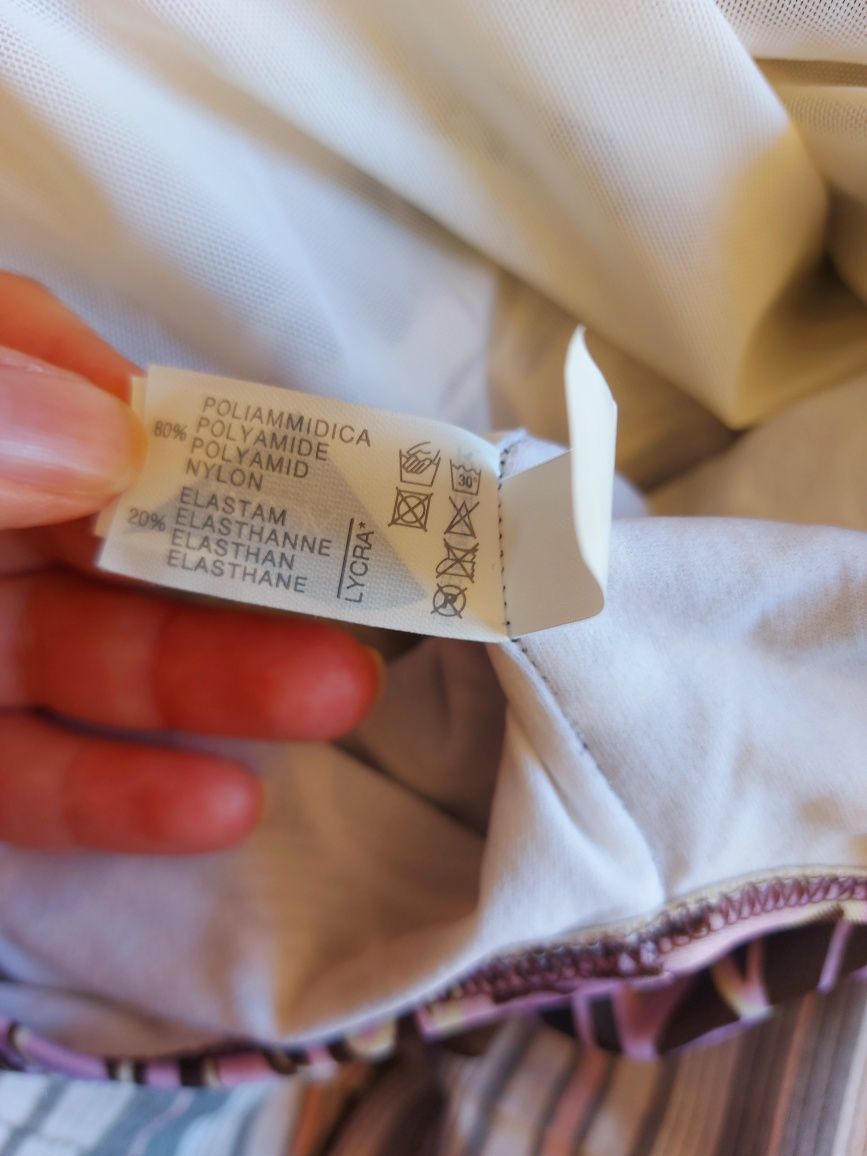 POLIAMMIDICA
80% POLYAMIDE
POLYAMID
NYLON
ELASTAM
20% ELASTHANNE
ELASTHAN
ELASTHANE
LYCRA*
30°